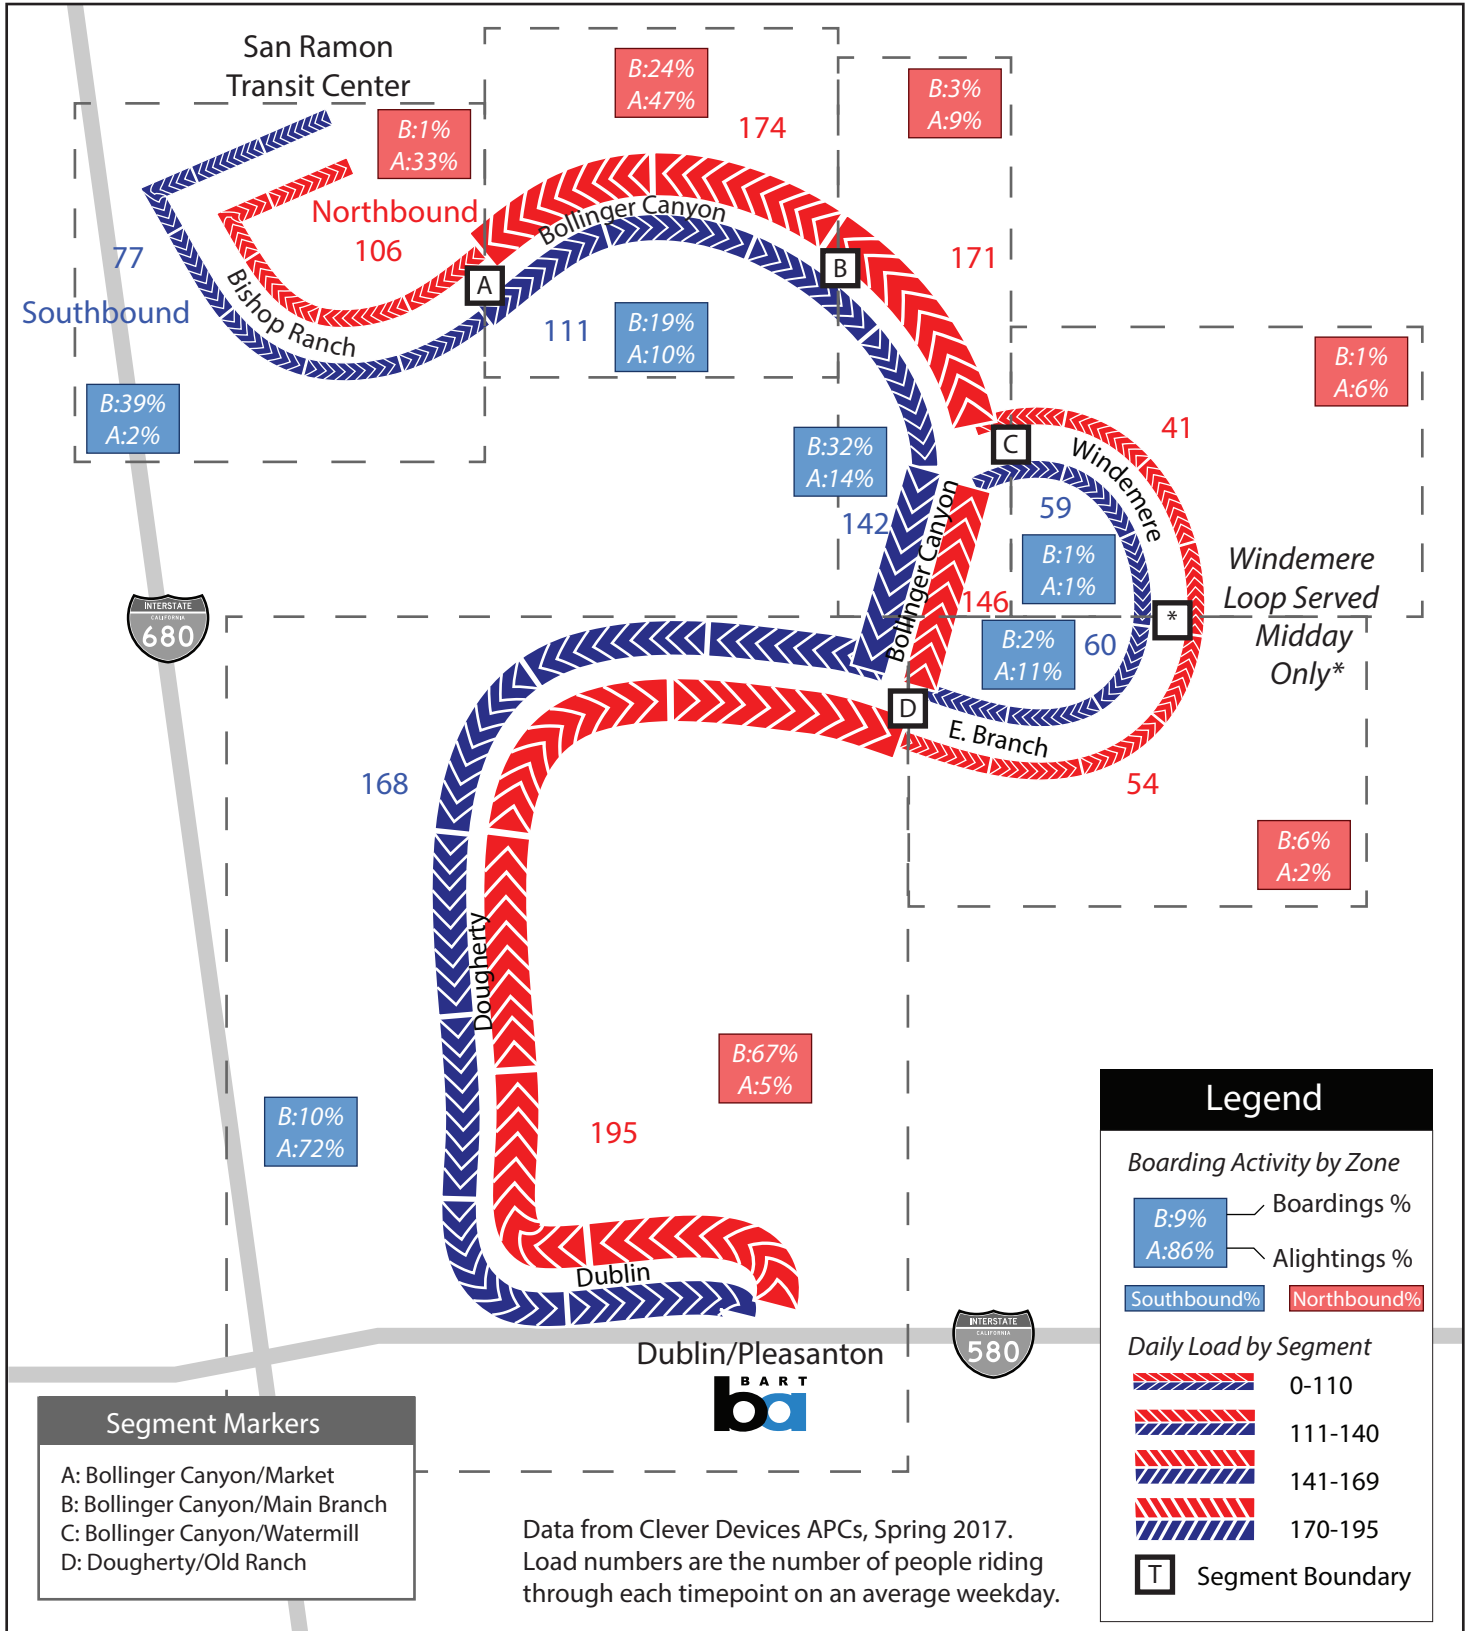 San Ramon
Transit Center
B:24%
A:47%
B:3%
A:9%
B:1%
A:33%
174
Northbound
106
Bollinger Canyon
171
77
Southbound
Bishop Ranch
A
B
111
B:19%
A:10%
B:39%
A:2%
B:1%
A:6%
B:32%
A:14%
142
C
41
Windemere
59
B:1%
A:1%
Bollinger Canyon
146
Windemere
Loop Served
Midday
Only*
*
B:2%
A:11%
60
INTERSTATE
CALIFORNIA
680
D
E. Branch
54
168
B:6%
A:2%
Dougherty
B:67%
A:5%
B:10%
A:72%
195
Dublin
Dublin/Pleasanton
BART
ba
INTERSTATE
CALIFORNIA
580
Legend
Boarding Activity by Zone
B:9%
A:86%
Boardings %
Alightings %
Southbound%
Northbound%
Daily Load by Segment
0-110
111-140
141-169
170-195
T
Segment Boundary
Segment Markers
A: Bollinger Canyon/Market
B: Bollinger Canyon/Main Branch
C: Bollinger Canyon/Watermill
D: Dougherty/Old Ranch
Data from Clever Devices APCs, Spring 2017.
Load numbers are the number of people riding
through each timepoint on an average weekday.